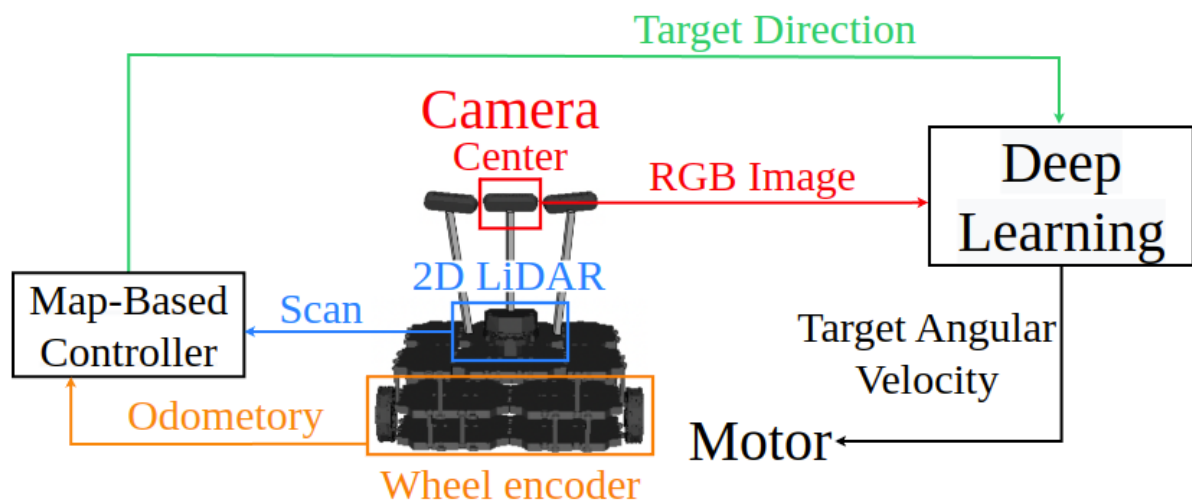 Target Direction
Camera
Center
RGB Image
Deep
Learning
2D LiDAR
Scan
Map-Based
Controller
Target Angular
Velocity
Odometory
Motor
Wheel encoder